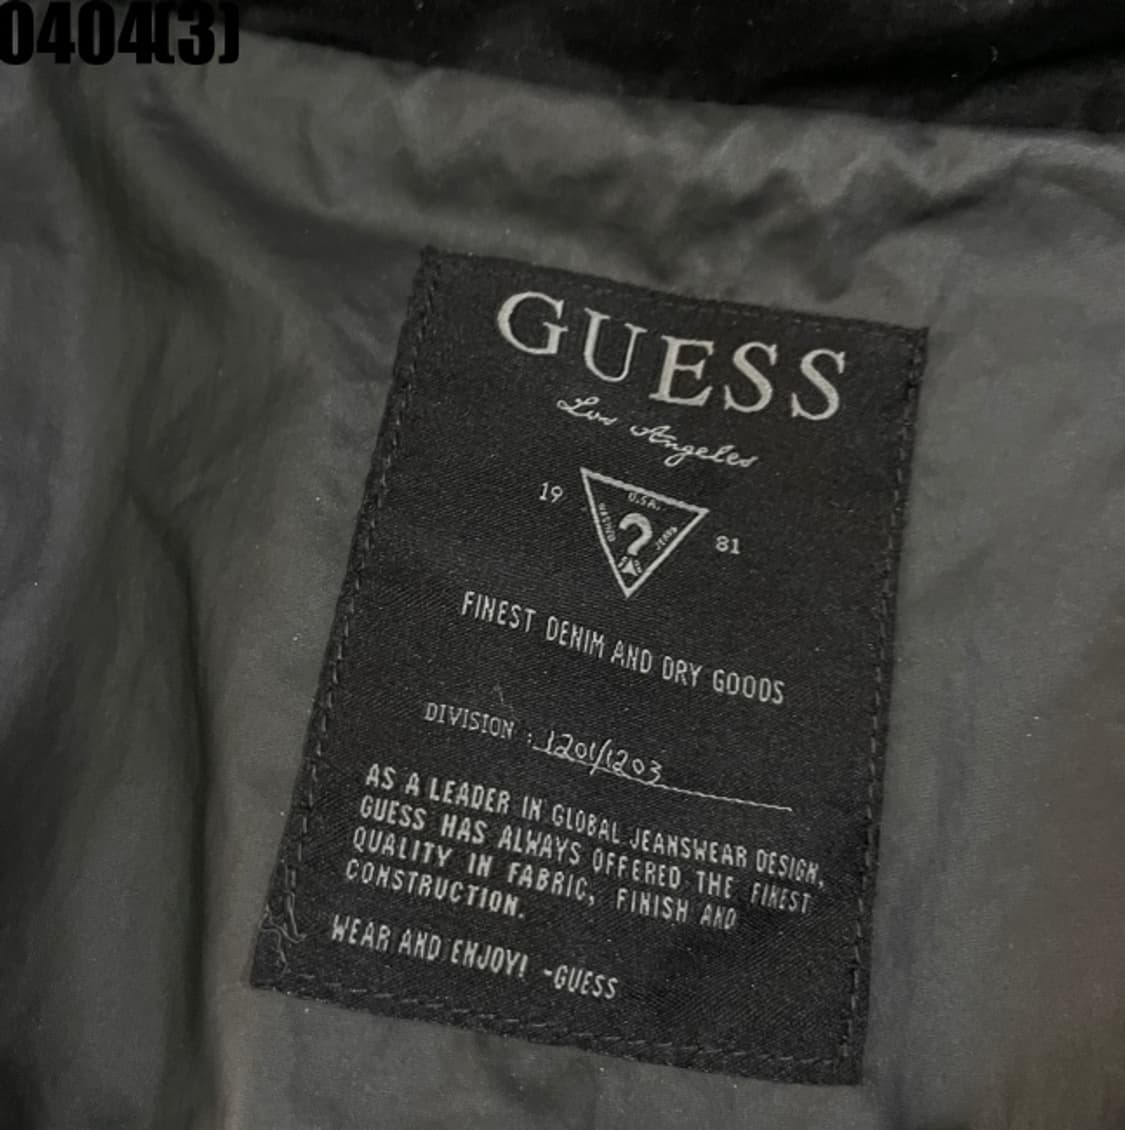 0404(3)
GUESS
Los Angeles
19
U.S.A.
?
81
FINEST DENIM AND DRY GOODS
DIVISION : 1201/1203
AS A LEADER IN GLOBAL JEANSWEAR DESIGN,
GUESS HAS ALWAYS OFFERED THE FINEST
QUALITY IN FABRIC, FINISH AND
CONSTRUCTION.
WEAR AND ENJOY! -GUESS